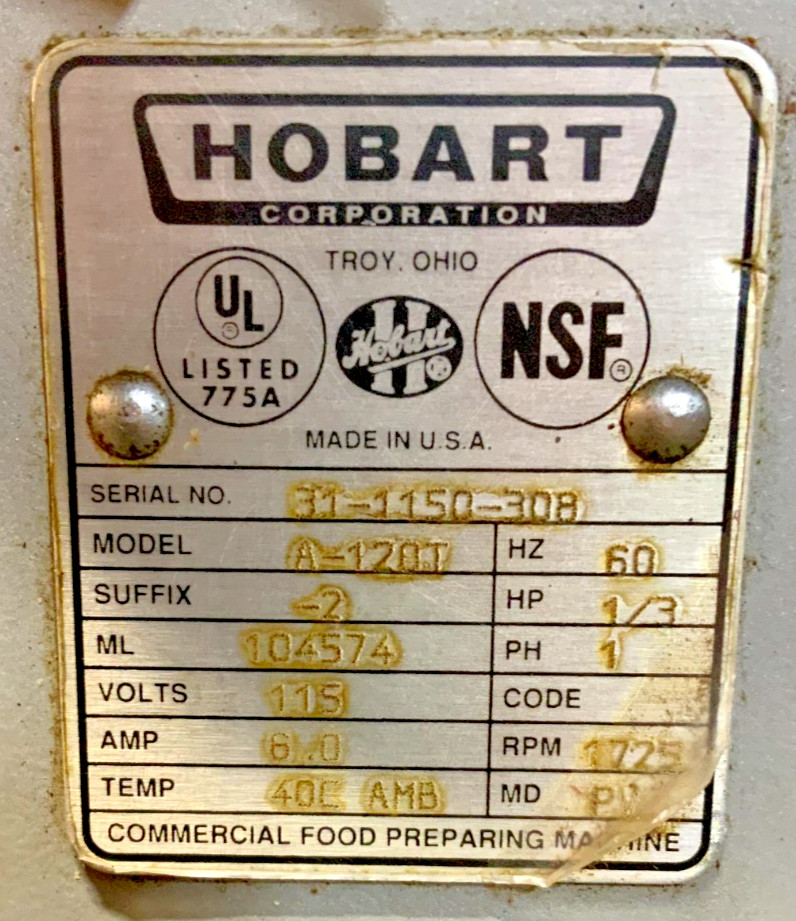 HOBART
CORPORATION
TROY, OHIO
UL
®
LISTED
775A
Hobart ®
NSF ®
MADE IN U.S.A.
SERIAL NO. 31-1150-308
MODEL A-120T HZ 60
SUFFIX -2 HP 1/3
ML 104574 PH 1
VOLTS 115 CODE
AMP 6.0 RPM 1725
TEMP 40C AMB MD
COMMERCIAL FOOD PREPARING MACHINE